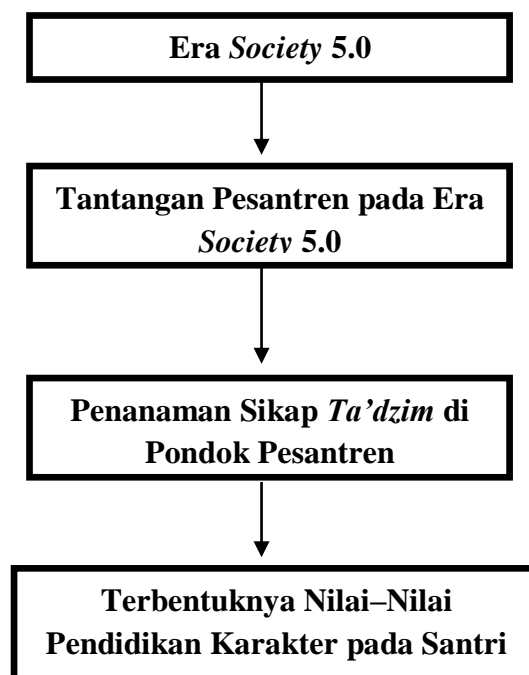 Era Society 5.0
Tantangan Pesantren pada Era
Society 5.0
Penanaman Sikap Ta’dzim di
Pondok Pesantren
Terbentuknya Nilai–Nilai
Pendidikan Karakter pada Santri